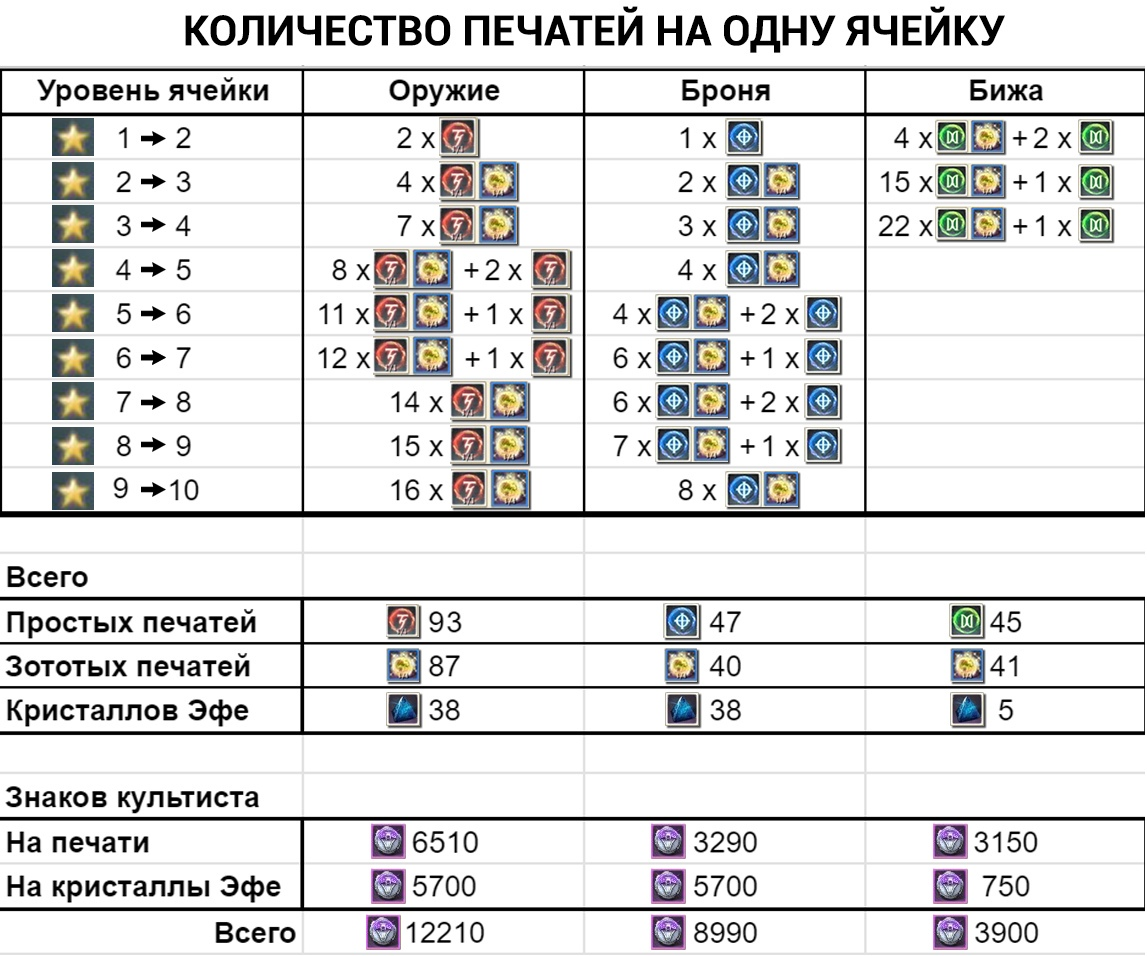 КОЛИЧЕСТВО ПЕЧАТЕЙ НА ОДНУ ЯЧЕЙКУ
Уровень ячейки Оружие Броня Бижа
1 → 2 2 x 1 x 4 x + 2 x
2 → 3 4 x 2 x 15 x + 1 x
3 → 4 7 x 3 x 22 x + 1 x
4 → 5 8 x + 2 x 4 x
5 → 6 11 x + 1 x 4 x + 2 x
6 → 7 12 x + 1 x 6 x + 1 x
7 → 8 14 x 6 x + 2 x
8 → 9 15 x 7 x + 1 x
9 → 10 16 x 8 x
Всего
Простых печатей 93 47 45
Зототых печатей 87 40 41
Кристаллов Эфе 38 38 5
Знаков культиста
На печати 6510 3290 3150
На кристаллы Эфе 5700 5700 750
Всего 12210 8990 3900